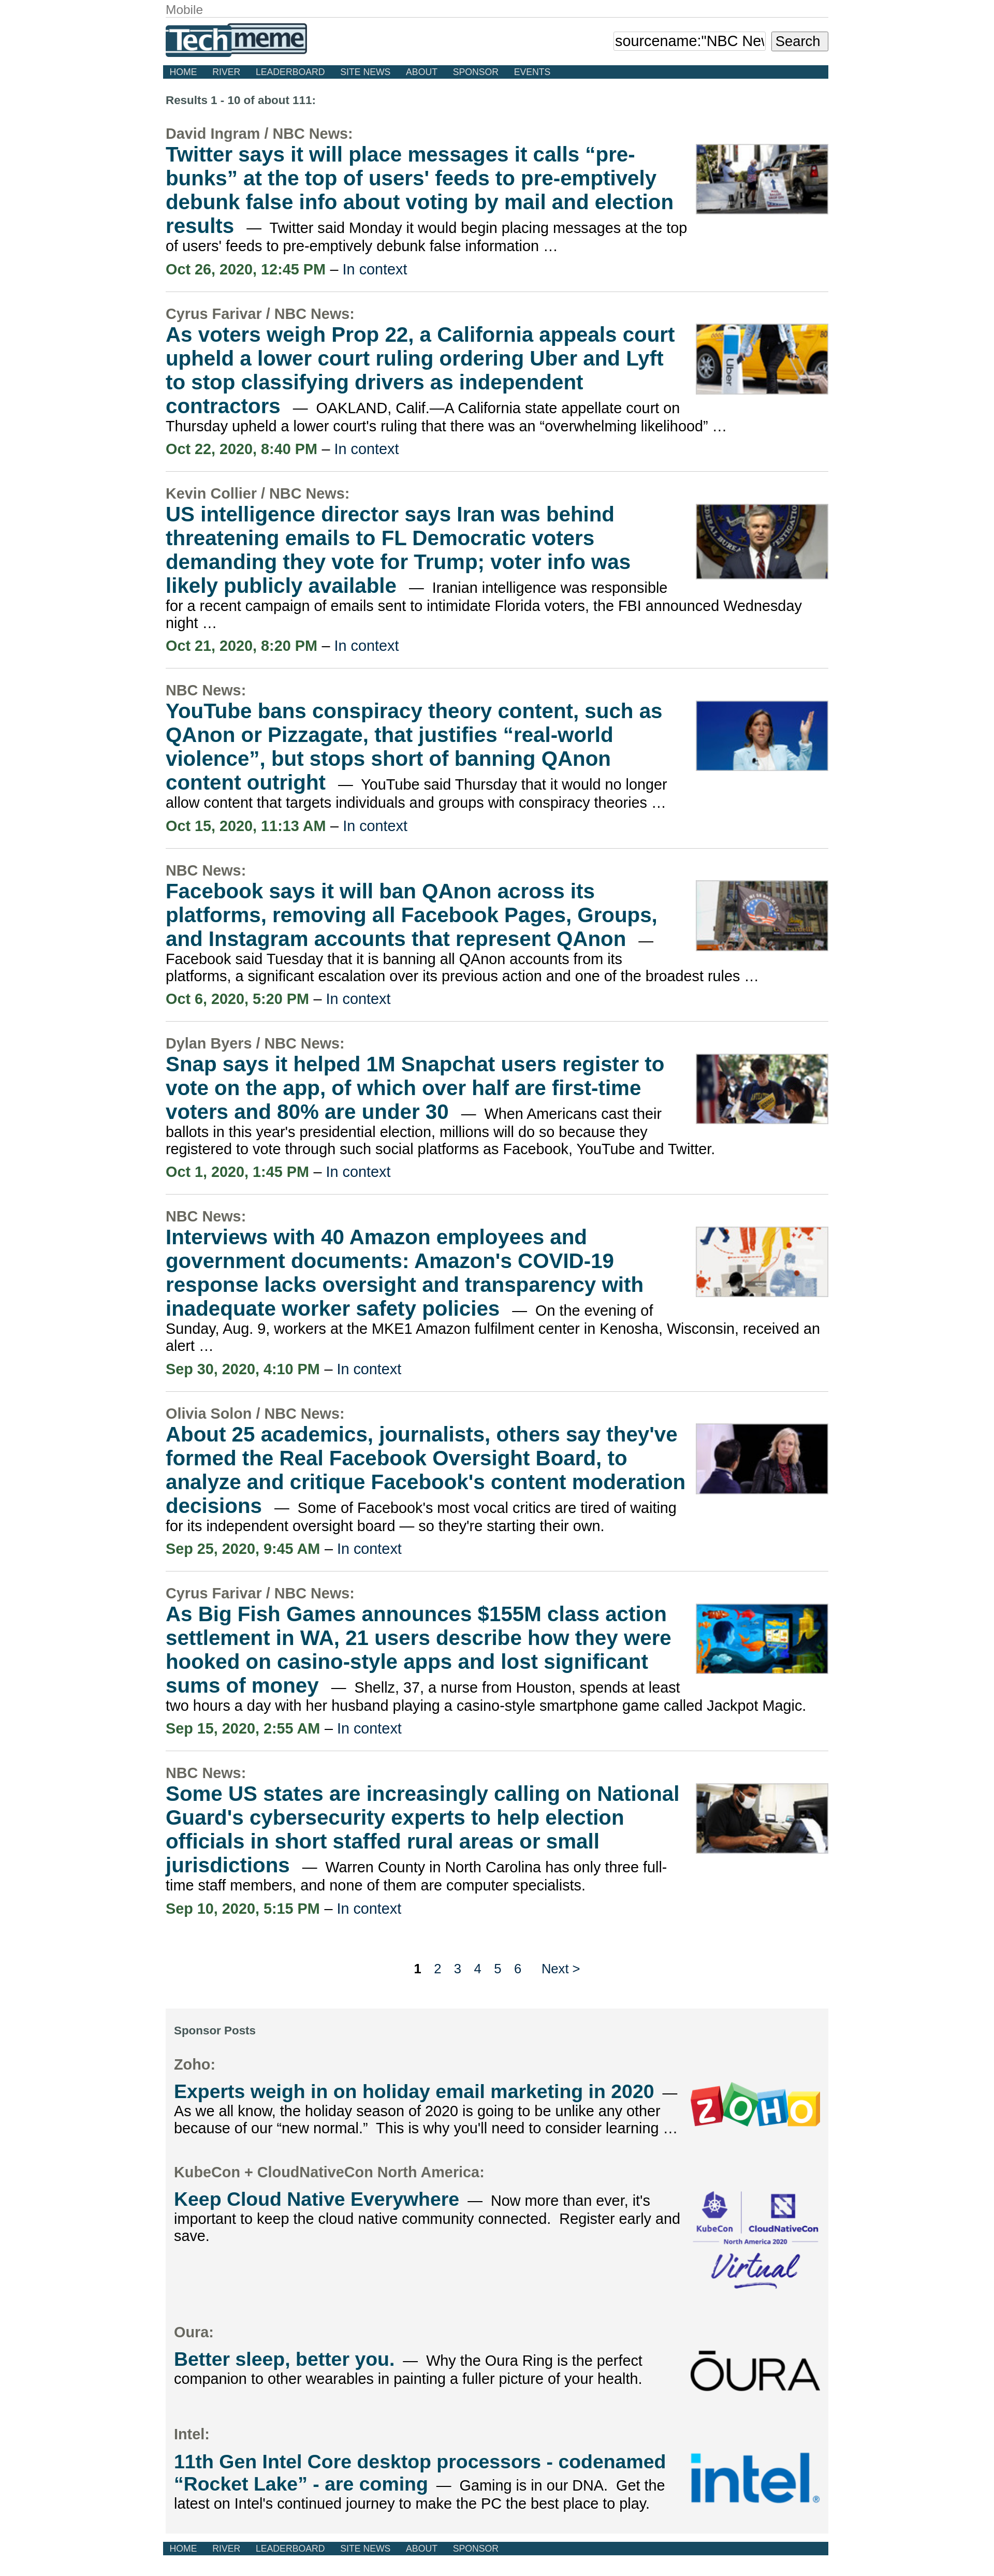 Mobile
Techmeme
sourcename:"NBC Nev
Search
HOME RIVER LEADERBOARD SITE NEWS ABOUT SPONSOR EVENTS
Results 1 - 10 of about 111:
David Ingram / NBC News:
Twitter says it will place messages it calls “pre-
bunks” at the top of users' feeds to pre-emptively
debunk false info about voting by mail and election
results — Twitter said Monday it would begin placing messages at the top
of users' feeds to pre-emptively debunk false information …
Oct 26, 2020, 12:45 PM – In context
Cyrus Farivar / NBC News:
As voters weigh Prop 22, a California appeals court
upheld a lower court ruling ordering Uber and Lyft
to stop classifying drivers as independent
contractors — OAKLAND, Calif.—A California state appellate court on
Thursday upheld a lower court's ruling that there was an “overwhelming likelihood” …
Uber
Oct 22, 2020, 8:40 PM – In context
Kevin Collier / NBC News:
US intelligence director says Iran was behind
threatening emails to FL Democratic voters
demanding they vote for Trump; voter info was
likely publicly available — Iranian intelligence was responsible
for a recent campaign of emails sent to intimidate Florida voters, the FBI announced Wednesday
night …
Oct 21, 2020, 8:20 PM – In context
NBC News:
YouTube bans conspiracy theory content, such as
QAnon or Pizzagate, that justifies “real-world
violence”, but stops short of banning QAnon
content outright — YouTube said Thursday that it would no longer
allow content that targets individuals and groups with conspiracy theories …
Oct 15, 2020, 11:13 AM – In context
NBC News:
Facebook says it will ban QAnon across its
platforms, removing all Facebook Pages, Groups,
and Instagram accounts that represent QAnon —
Facebook said Tuesday that it is banning all QAnon accounts from its
platforms, a significant escalation over its previous action and one of the broadest rules …
Oct 6, 2020, 5:20 PM – In context
Dylan Byers / NBC News:
Snap says it helped 1M Snapchat users register to
vote on the app, of which over half are first-time
voters and 80% are under 30 — When Americans cast their
ballots in this year's presidential election, millions will do so because they
registered to vote through such social platforms as Facebook, YouTube and Twitter.
Oct 1, 2020, 1:45 PM – In context
NBC News:
Interviews with 40 Amazon employees and
government documents: Amazon's COVID-19
response lacks oversight and transparency with
inadequate worker safety policies — On the evening of
Sunday, Aug. 9, workers at the MKE1 Amazon fulfilment center in Kenosha, Wisconsin, received an
alert …
Sep 30, 2020, 4:10 PM – In context
Olivia Solon / NBC News:
About 25 academics, journalists, others say they've
formed the Real Facebook Oversight Board, to
analyze and critique Facebook's content moderation
decisions — Some of Facebook's most vocal critics are tired of waiting
for its independent oversight board — so they're starting their own.
Sep 25, 2020, 9:45 AM – In context
Cyrus Farivar / NBC News:
As Big Fish Games announces $155M class action
settlement in WA, 21 users describe how they were
hooked on casino-style apps and lost significant
sums of money — Shellz, 37, a nurse from Houston, spends at least
two hours a day with her husband playing a casino-style smartphone game called Jackpot Magic.
Sep 15, 2020, 2:55 AM – In context
NBC News:
Some US states are increasingly calling on National
Guard's cybersecurity experts to help election
officials in short staffed rural areas or small
jurisdictions — Warren County in North Carolina has only three full-
time staff members, and none of them are computer specialists.
Sep 10, 2020, 5:15 PM – In context
1 2 3 4 5 6 Next >
Sponsor Posts
Zoho:
Experts weigh in on holiday email marketing in 2020 —
As we all know, the holiday season of 2020 is going to be unlike any other
because of our “new normal.” This is why you'll need to consider learning …
ZOHO
KubeCon + CloudNativeCon North America:
Keep Cloud Native Everywhere — Now more than ever, it's
important to keep the cloud native community connected. Register early and
save.
KubeCon CloudNativeCon
North America 2020
Virtual
Oura:
Better sleep, better you. — Why the Oura Ring is the perfect
companion to other wearables in painting a fuller picture of your health.
ŌURA
Intel:
11th Gen Intel Core desktop processors - codenamed
“Rocket Lake” - are coming — Gaming is in our DNA. Get the
latest on Intel's continued journey to make the PC the best place to play.
intel®
HOME RIVER LEADERBOARD SITE NEWS ABOUT SPONSOR